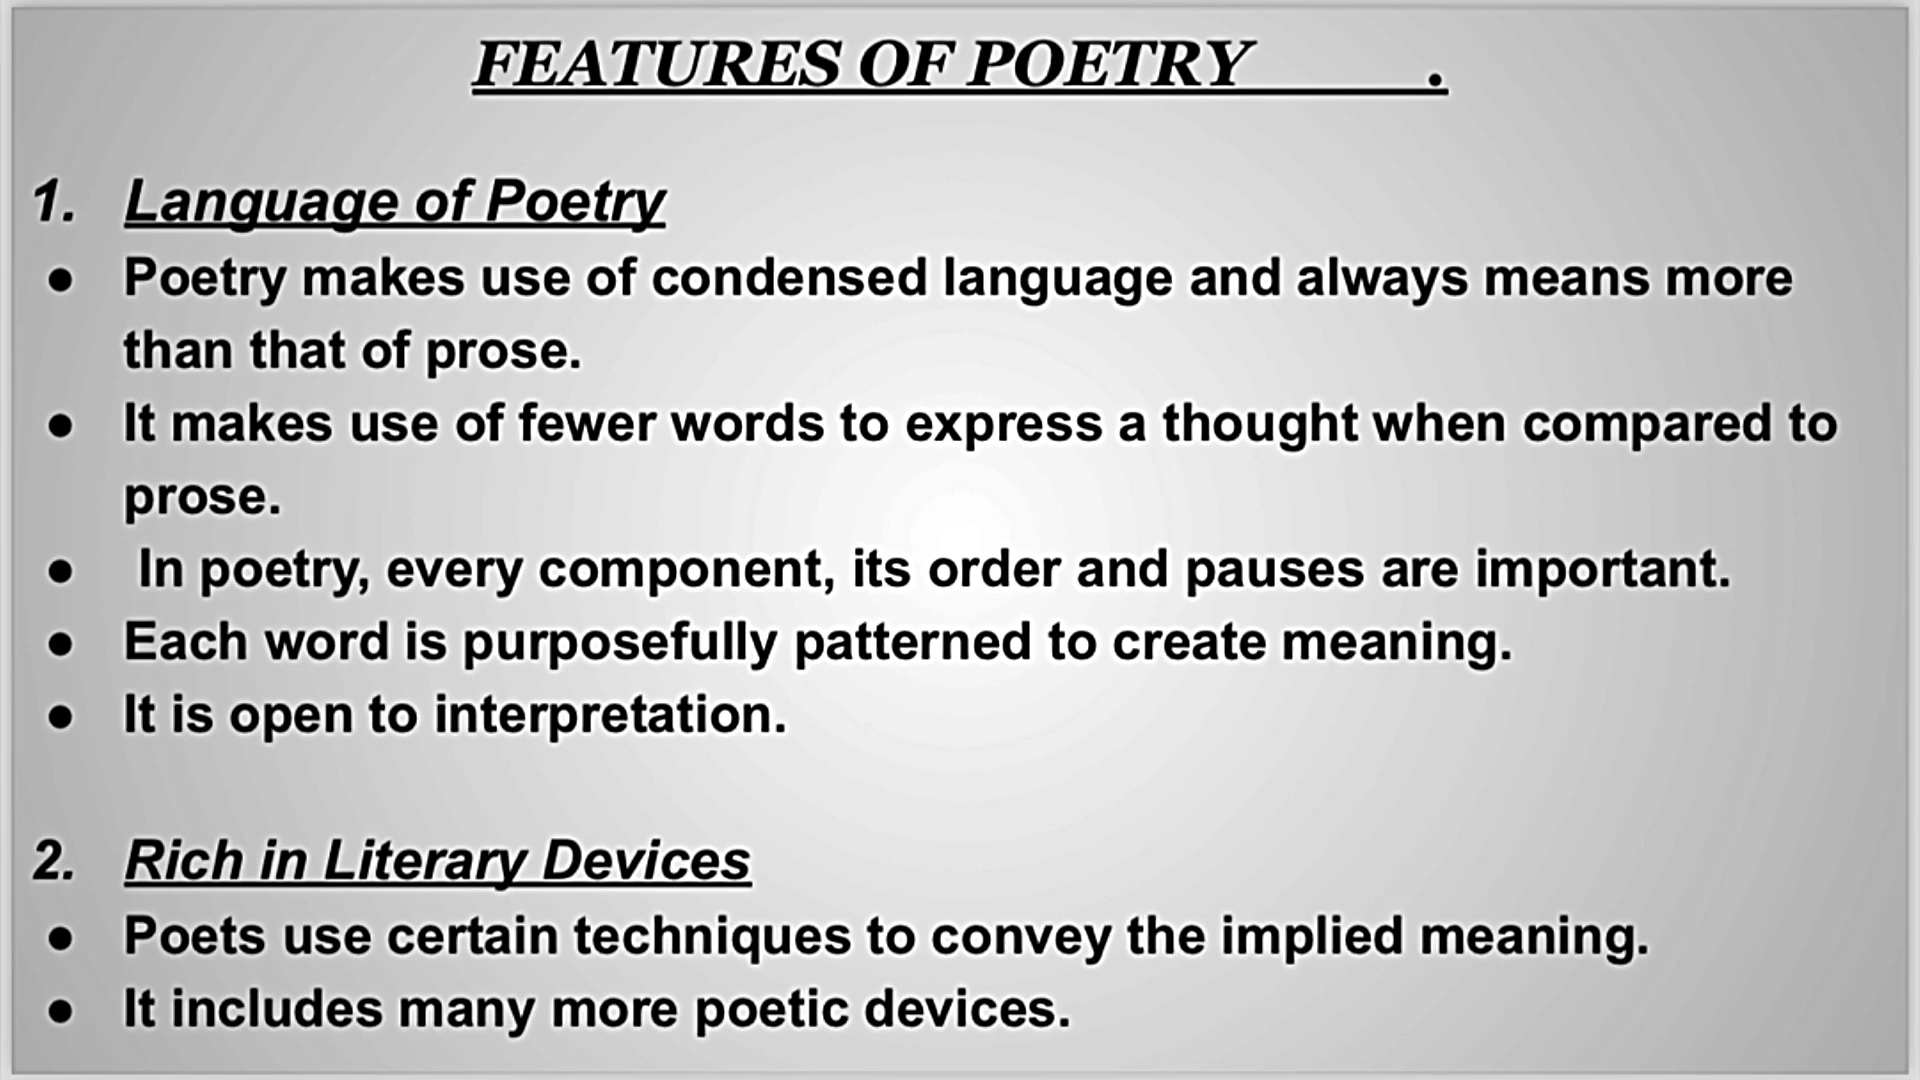 FEATURES OF POETRY .
1. Language of Poetry
● Poetry makes use of condensed language and always means more
than that of prose.
● It makes use of fewer words to express a thought when compared to
prose.
● In poetry, every component, its order and pauses are important.
● Each word is purposefully patterned to create meaning.
● It is open to interpretation.
2. Rich in Literary Devices
● Poets use certain techniques to convey the implied meaning.
● It includes many more poetic devices.